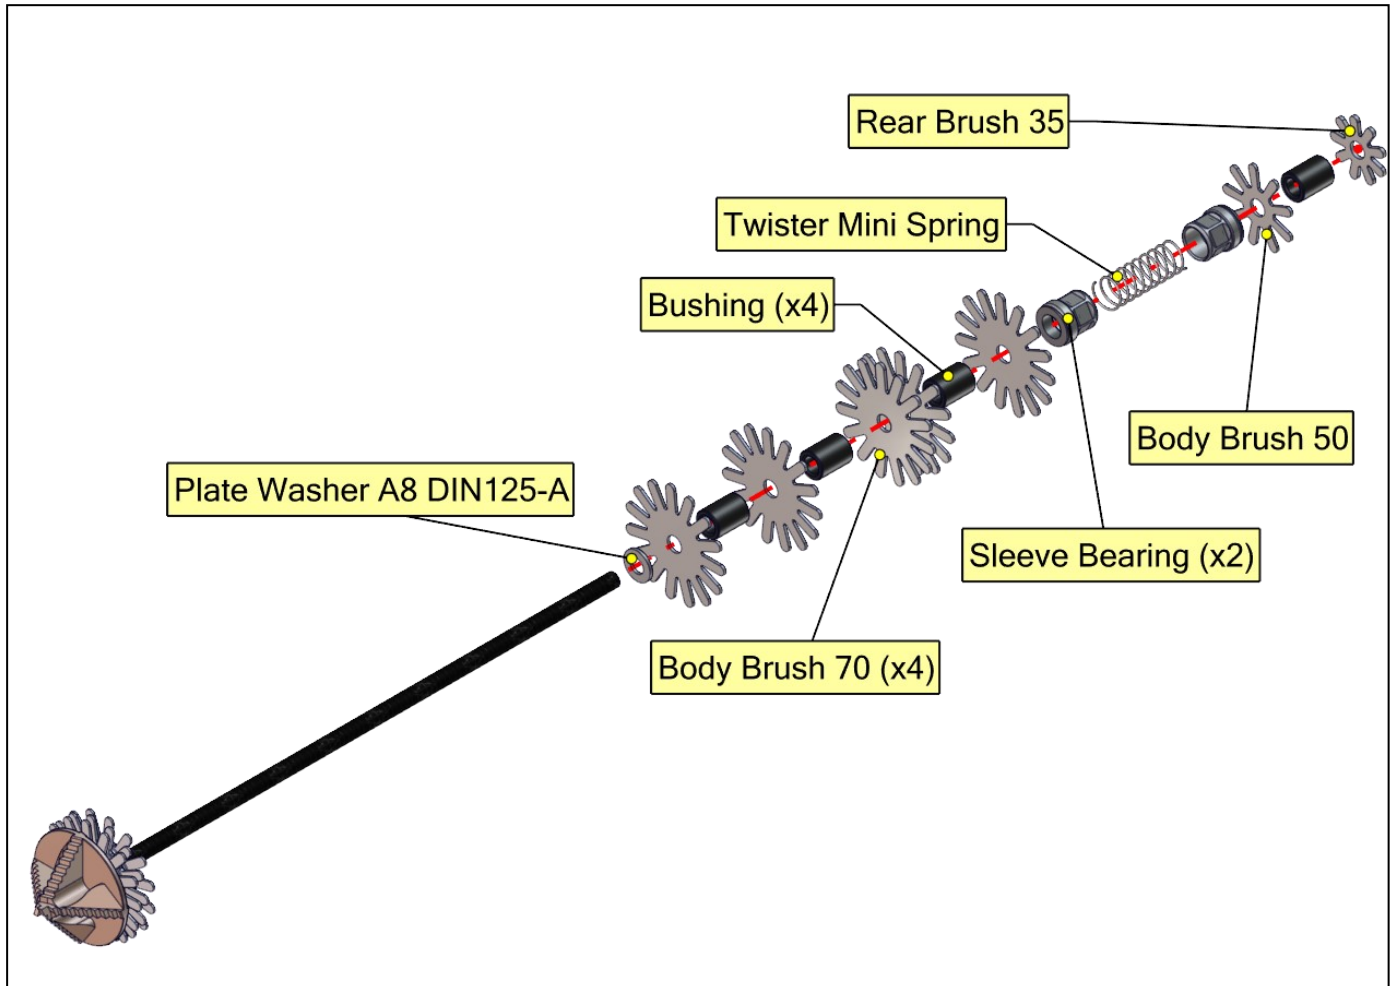 Rear Brush 35
Twister Mini Spring
Bushing (x4)
Body Brush 50
Plate Washer A8 DIN125-A
Sleeve Bearing (x2)
Body Brush 70 (x4)